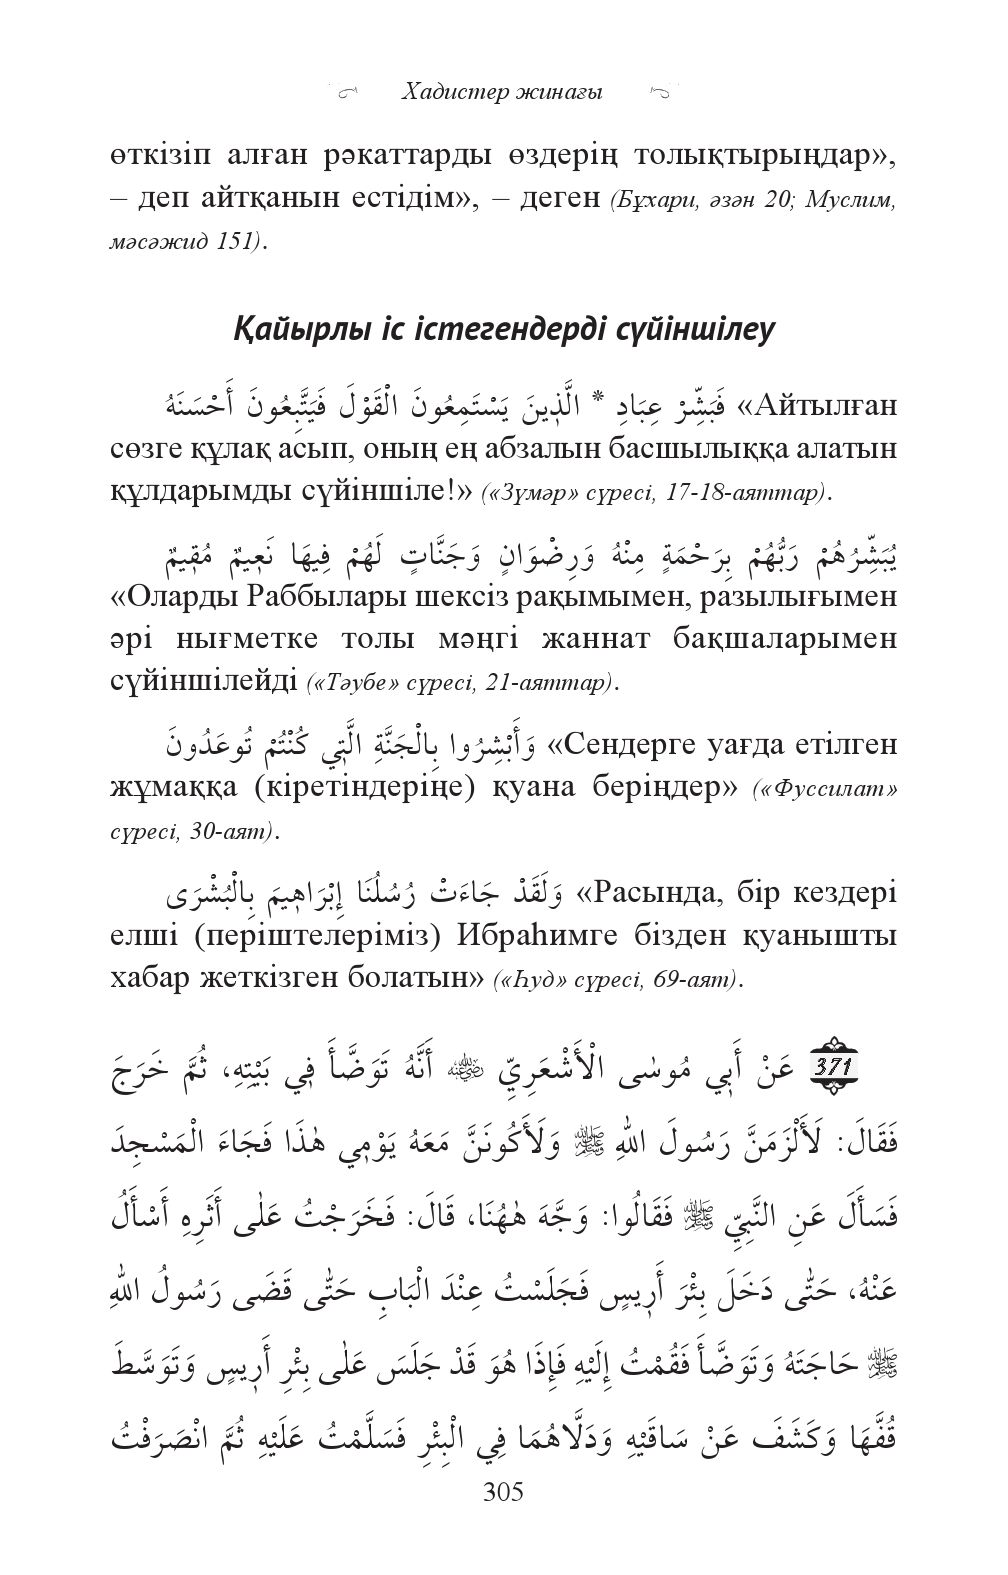 Хадистер жинағы
өткізіп алған рәкаттарды өздерің толықтырыңдар»,
– деп айтқанын естідім», – деген (Бұхари, әзән 20; Муслим,
мәсәжид 151).
Қайырлы іс істегендерді сүйіншілеу
فَبَشِّرْ عِبَادِ * الَّذِينَ يَسْتَمِعُونَ الْقَوْلَ فَيَتَّبِعُونَ أَحْسَنَهُ «Айтылған
сөзге құлақ асып, оның ең абзалын басшылыққа алатын
құлдарымды сүйіншіле!» («Зүмәр» сүресі, 17-18-аяттар).
يُبَشِّرُهُمْ رَبُّهُمْ بِرَحْمَةٍ مِنْهُ وَرِضْوَانٍ وَجَنَّاتٍ لَهُمْ فِيهَا نَعِيمٌ مُقِيمٌ
«Оларды Раббылары шексіз рақымымен, разылығымен
әрі нығметке толы мәңгі жаннат бақшаларымен
сүйіншілейді («Тәубе» сүресі, 21-аяттар).
وَأَبْشِرُوا بِالْجَنَّةِ الَّتِي كُنْتُمْ تُوعَدُونَ «Сендерге уағда етілген
жұмаққа (кіретіндеріңе) қуана беріңдер» («Фуссилат»
сүресі, 30-аят).
وَلَقَدْ جَاءَتْ رُسُلُنَا إِبْرَاهِيمَ بِالْبُشْرَى «Расында, бір кездері
елші (періштелеріміз) Ибраһимге бізден қуанышты
хабар жеткізген болатын» («Һуд» сүресі, 69-аят).
371 عَنْ أَبِي مُوسٰى الْأَشْعَرِيِّ ؓ أَنَّهُ تَوَضَّأَ فِي بَيْتِهِ، ثُمَّ خَرَجَ
فَقَالَ: لَأَلْزَمَنَّ رَسُولَ اللهِ ﷺ وَلَأَكُونَنَّ مَعَهُ يَوْمِي هٰذَا فَجَاءَ الْمَسْجِدَ
فَسَأَلَ عَنِ النَّبِيِّ ﷺ فَقَالُوا: وَجَّهَ هٰهُنَا، قَالَ: فَخَرَجْتُ عَلٰى أَثَرِهِ أَسْأَلُ
عَنْهُ، حَتّٰى دَخَلَ بِئْرَ أَرِيسٍ فَجَلَسْتُ عِنْدَ الْبَابِ حَتّٰى قَضَى رَسُولُ اللهِ
ﷺ حَاجَتَهُ وَتَوَضَّأَ فَقُمْتُ إِلَيْهِ فَإِذَا هُوَ قَدْ جَلَسَ عَلٰى بِئْرِ أَرِيسٍ وَتَوَسَّطَ
قُفَّهَا وَكَشَفَ عَنْ سَاقَيْهِ وَدَلَّاهُمَا فِي الْبِئْرِ فَسَلَّمْتُ عَلَيْهِ ثُمَّ انْصَرَفْتُ
305